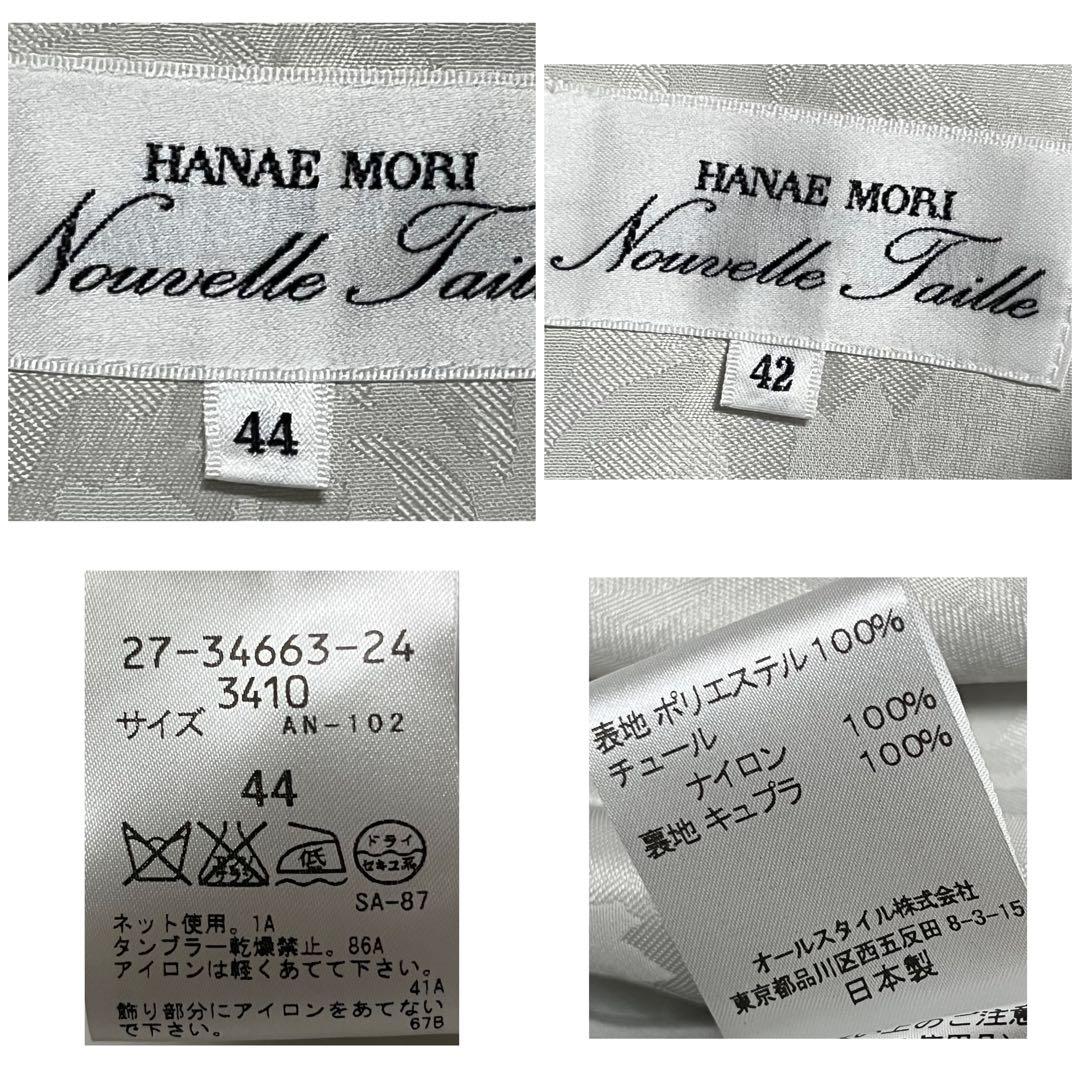 HANAE MORI
Nouvelle Taill
44
HANAE MORI
Nouvelle Taille
42
27-34663-24
3410
サイズ AN-102
44
低
ドライ
セキユ系
SA-87
ネット使用。1A
タンブラー乾燥禁止。86A
アイロンは軽くあてて下さい。
41A
飾り部分にアイロンをあてない
で下さい。 67B
表地 ポリエステル100%
チュール
ナイロン 100%
裏地 キュプラ 100%
オールスタイル株式会社
東京都品川区西五反田 8-3-15
日本製